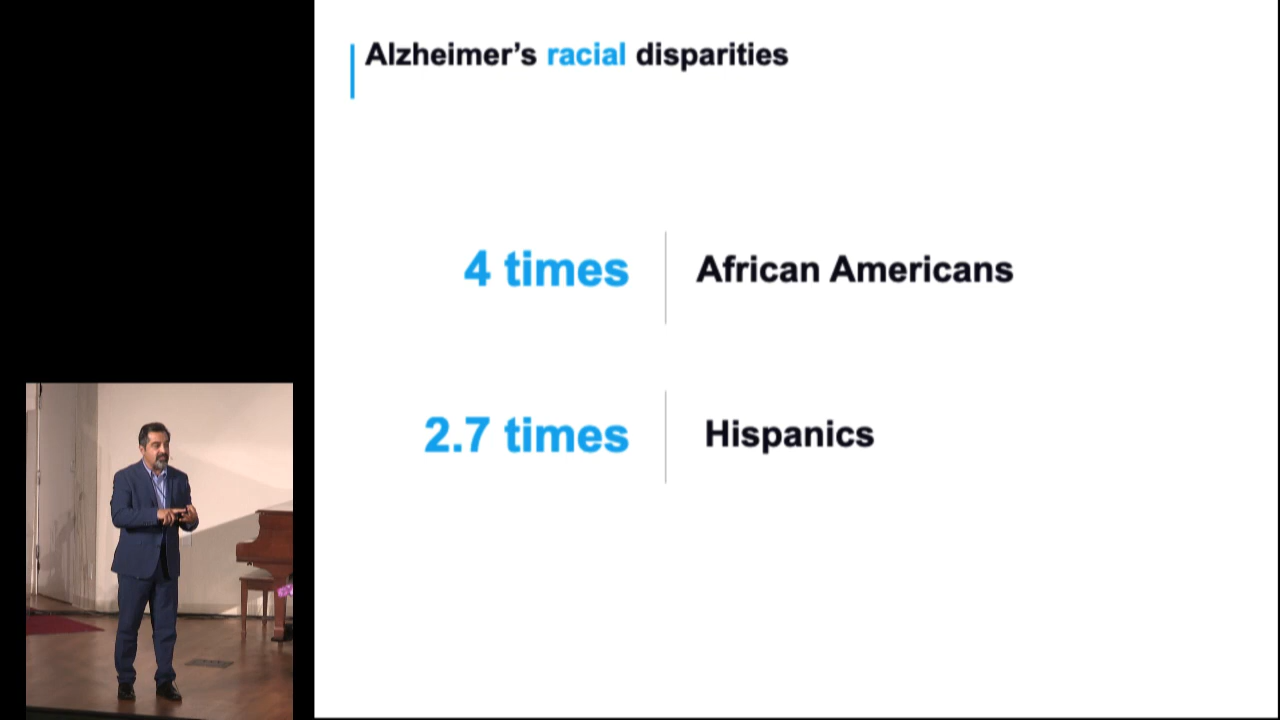 Alzheimer’s racial disparities
4 times African Americans
2.7 times Hispanics